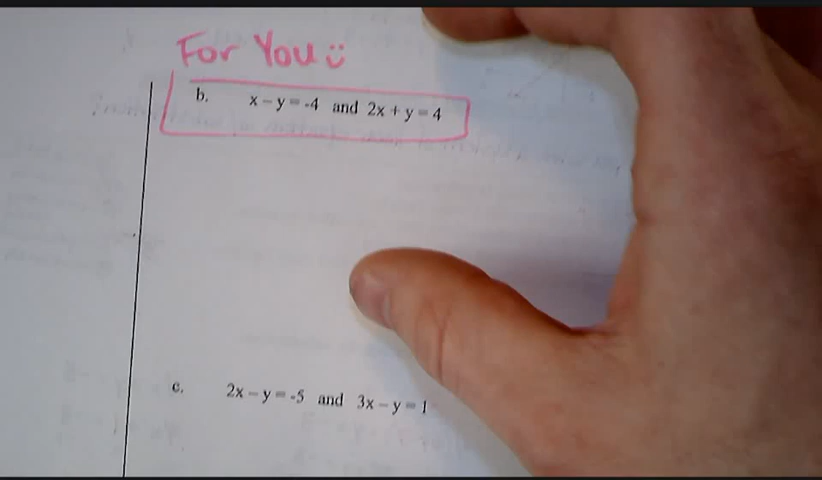 For You
b. x – y = -4 and 2x + y = 4
c. 2x – y = -5 and 3x – y = 1